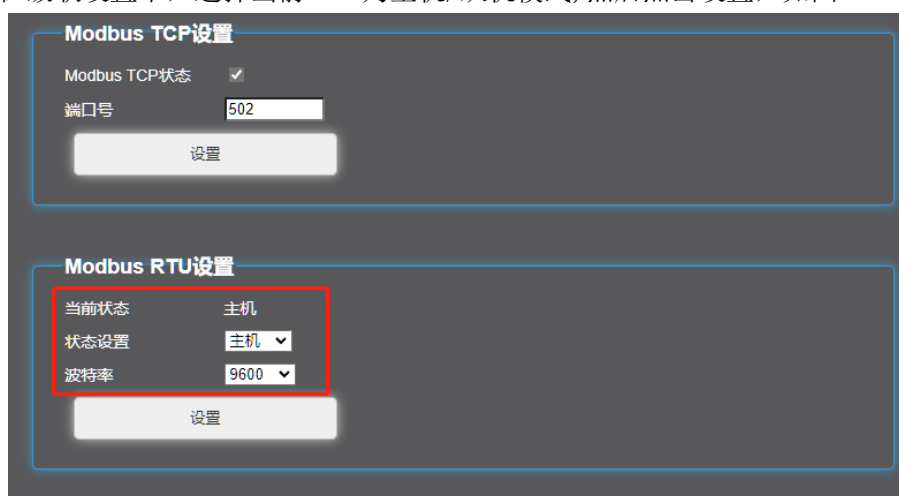 Modbus TCP设置
Modbus TCP状态
端口号 502
设置
Modbus RTU设置
当前状态 主机
状态设置 主机
波特率 9600
设置